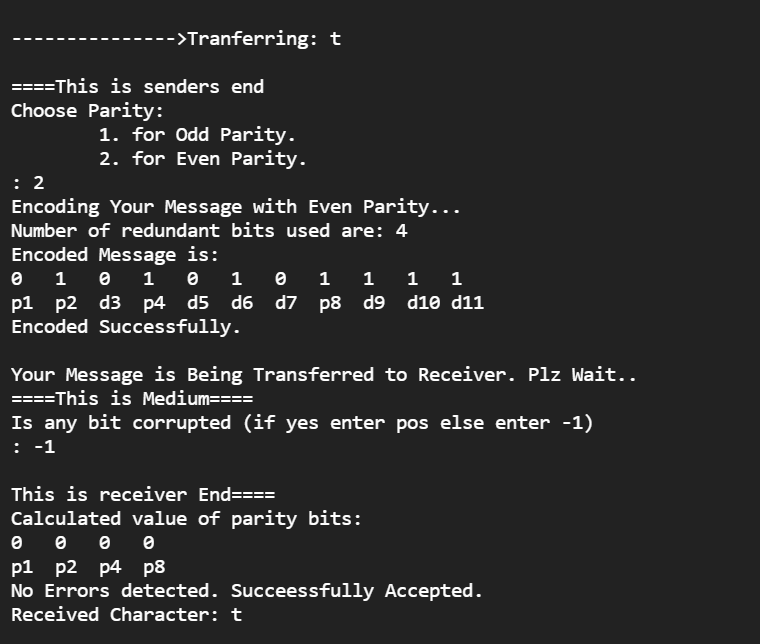 --------------->Tranferring: t
====This is senders end
Choose Parity:
1. for Odd Parity.
2. for Even Parity.
: 2
Encoding Your Message with Even Parity...
Number of redundant bits used are: 4
Encoded Message is:
0 1 0 1 0 1 0 1 1 1 1
p1 p2 d3 p4 d5 d6 d7 p8 d9 d10 d11
Encoded Successfully.
Your Message is Being Transferred to Receiver. Plz Wait..
====This is Medium====
Is any bit corrupted (if yes enter pos else enter -1)
: -1
This is receiver End====
Calculated value of parity bits:
0 0 0 0
p1 p2 p4 p8
No Errors detected. Succeessfully Accepted.
Received Character: t